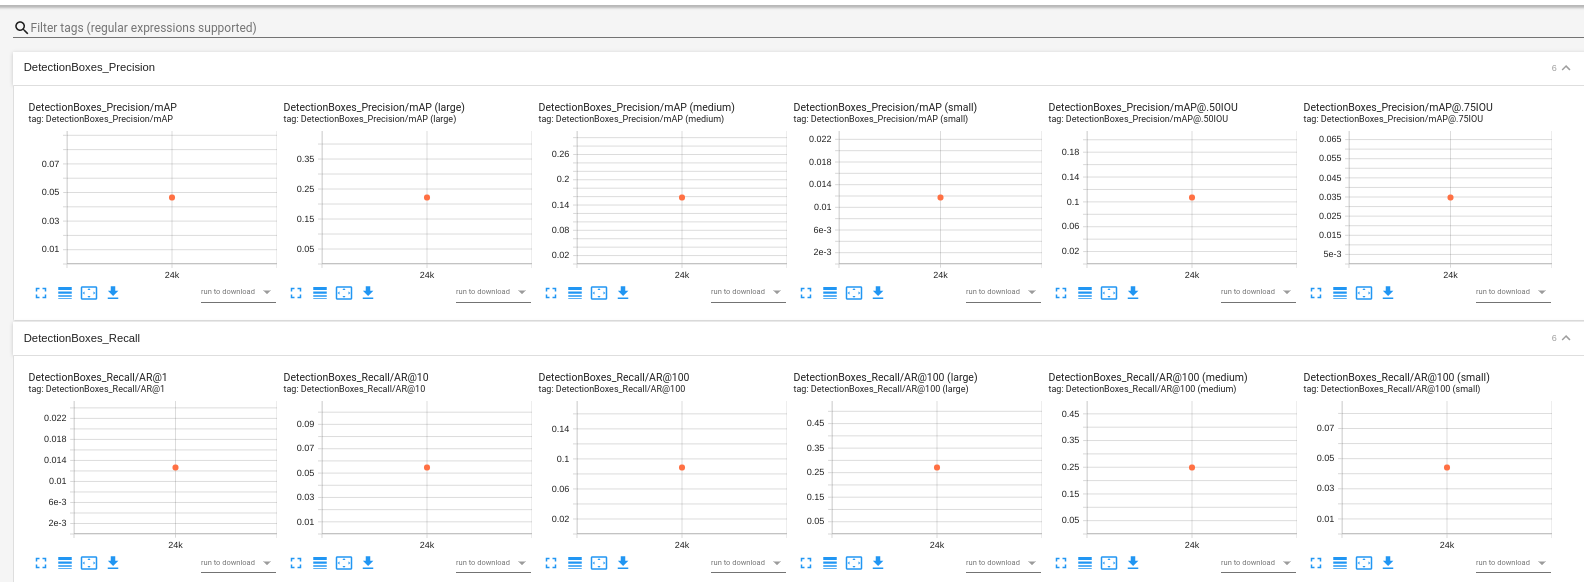 Filter tags (regular expressions supported)
DetectionBoxes_Precision
6
DetectionBoxes_Precision/mAP
tag: DetectionBoxes_Precision/mAP
0.07
0.05
0.03
0.01
24k
run to download
DetectionBoxes_Precision/mAP (large)
tag: DetectionBoxes_Precision/mAP (large)
0.35
0.25
0.15
0.05
24k
run to download
DetectionBoxes_Precision/mAP (medium)
tag: DetectionBoxes_Precision/mAP (medium)
0.26
0.2
0.14
0.08
0.02
24k
run to download
DetectionBoxes_Precision/mAP (small)
tag: DetectionBoxes_Precision/mAP (small)
0.022
0.018
0.014
0.01
6e-3
2e-3
24k
run to download
DetectionBoxes_Precision/mAP@.50IOU
tag: DetectionBoxes_Precision/mAP@.50IOU
0.18
0.14
0.1
0.06
0.02
24k
run to download
DetectionBoxes_Precision/mAP@.75IOU
tag: DetectionBoxes_Precision/mAP@.75IOU
0.065
0.055
0.045
0.035
0.025
0.015
5e-3
24k
run to download
DetectionBoxes_Recall
6
DetectionBoxes_Recall/AR@1
tag: DetectionBoxes_Recall/AR@1
0.022
0.018
0.014
0.01
6e-3
2e-3
24k
run to download
DetectionBoxes_Recall/AR@10
tag: DetectionBoxes_Recall/AR@10
0.09
0.07
0.05
0.03
0.01
24k
run to download
DetectionBoxes_Recall/AR@100
tag: DetectionBoxes_Recall/AR@100
0.14
0.1
0.06
0.02
24k
run to download
DetectionBoxes_Recall/AR@100 (large)
tag: DetectionBoxes_Recall/AR@100 (large)
0.45
0.35
0.25
0.15
0.05
24k
run to download
DetectionBoxes_Recall/AR@100 (medium)
tag: DetectionBoxes_Recall/AR@100 (medium)
0.45
0.35
0.25
0.15
0.05
24k
run to download
DetectionBoxes_Recall/AR@100 (small)
tag: DetectionBoxes_Recall/AR@100 (small)
0.07
0.05
0.03
0.01
24k
run to download